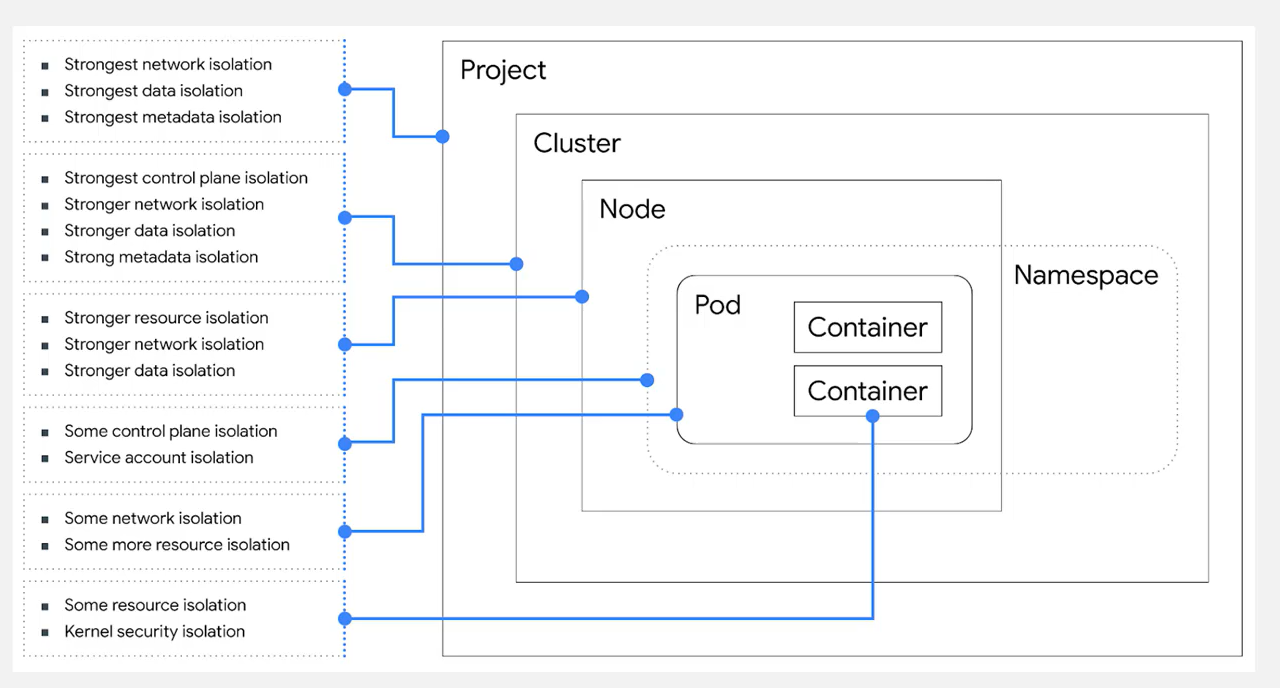 Strongest network isolation
Strongest data isolation
Strongest metadata isolation
Strongest control plane isolation
Stronger network isolation
Stronger data isolation
Strong metadata isolation
Stronger resource isolation
Stronger network isolation
Stronger data isolation
Some control plane isolation
Service account isolation
Some network isolation
Some more resource isolation
Some resource isolation
Kernel security isolation
Project
Cluster
Node
Namespace
Pod
Container
Container